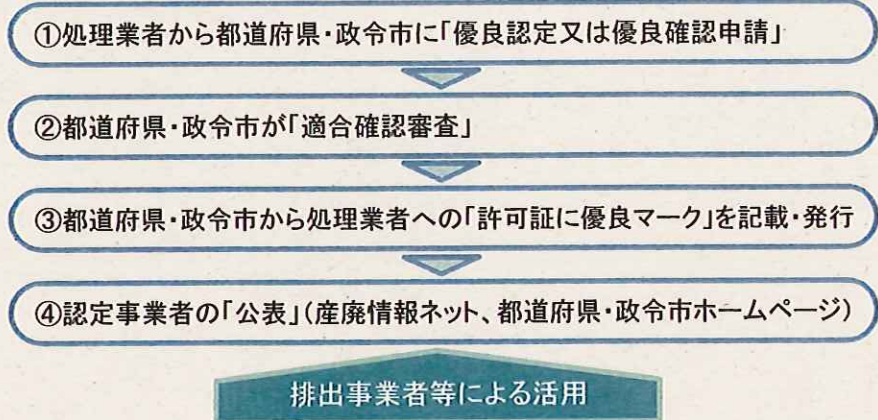 ①処理業者から都道府県・政令市に「優良認定又は優良確認申請」
②都道府県・政令市が「適合確認審査」
③都道府県・政令市から処理業者への「許可証に優良マーク」を記載・発行
④認定事業者の「公表」(産廃情報ネット、都道府県・政令市ホームページ)
排出事業者等による活用